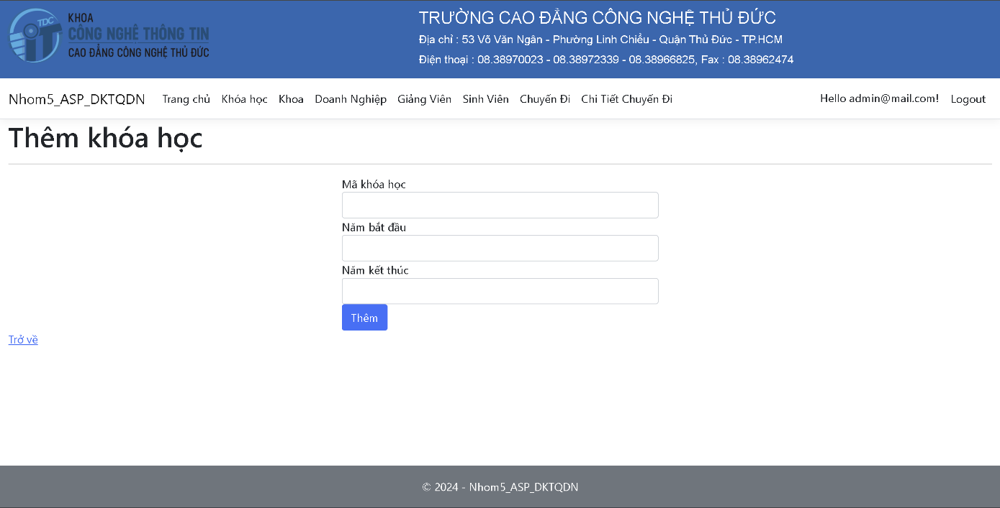 TDC
KHOA
CÔNG NGHỆ THÔNG TIN
CAO ĐẲNG CÔNG NGHỆ THỦ ĐỨC
TRƯỜNG CAO ĐẲNG CÔNG NGHỆ THỦ ĐỨC
Địa chỉ : 53 Võ Văn Ngân - Phường Linh Chiểu - Quận Thủ Đức - TP.HCM
Điện thoại : 08.38970023 - 08.38972339 - 08.38966825, Fax : 08.38962474
Nhom5_ASP_DKTQDN Trang chủ Khóa học Khoa Doanh Nghiệp Giảng Viên Sinh Viên Chuyến Đi Chi Tiết Chuyến Đi Hello admin@mail.com! Logout
Thêm khóa học
Mã khóa học
Năm bắt đầu
Năm kết thúc
Thêm
Trở về
© 2024 - Nhom5_ASP_DKTQDN